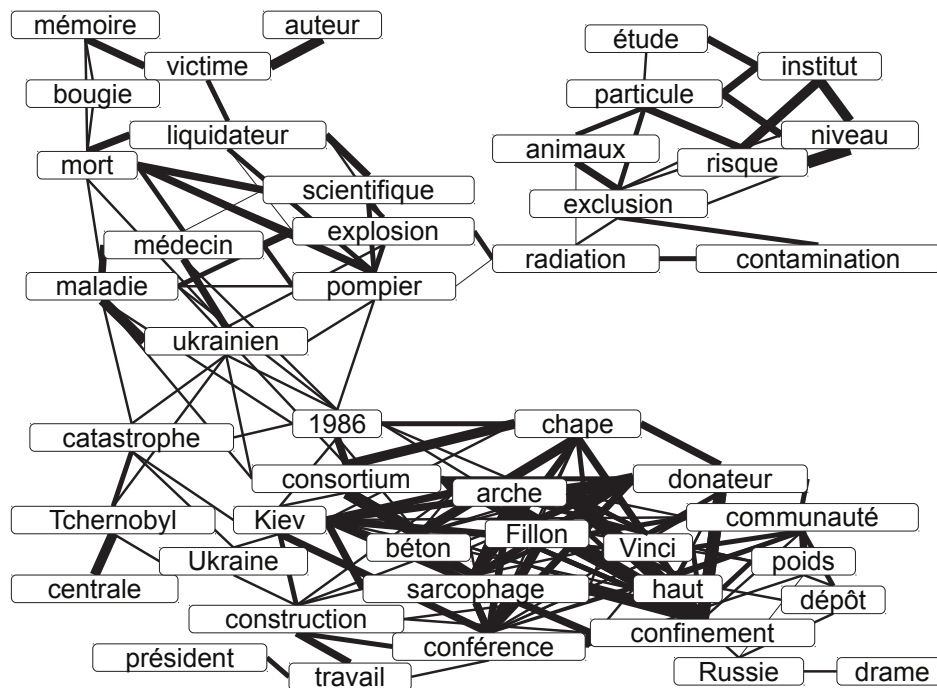 mémoire
auteur
victime
bougie
liquidateur
mort
scientifique
médecin
explosion
maladie
pompier
ukrainien
étude
institut
particule
niveau
animaux
risque
exclusion
radiation
contamination
1986
chape
catastrophe
consortium
donateur
arche
Tchernobyl
Kiev
communauté
Fillon
béton
Vinci
Ukraine
poids
centrale
sarcophage
haut
dépôt
construction
confinement
conférence
président
travail
Russie
drame